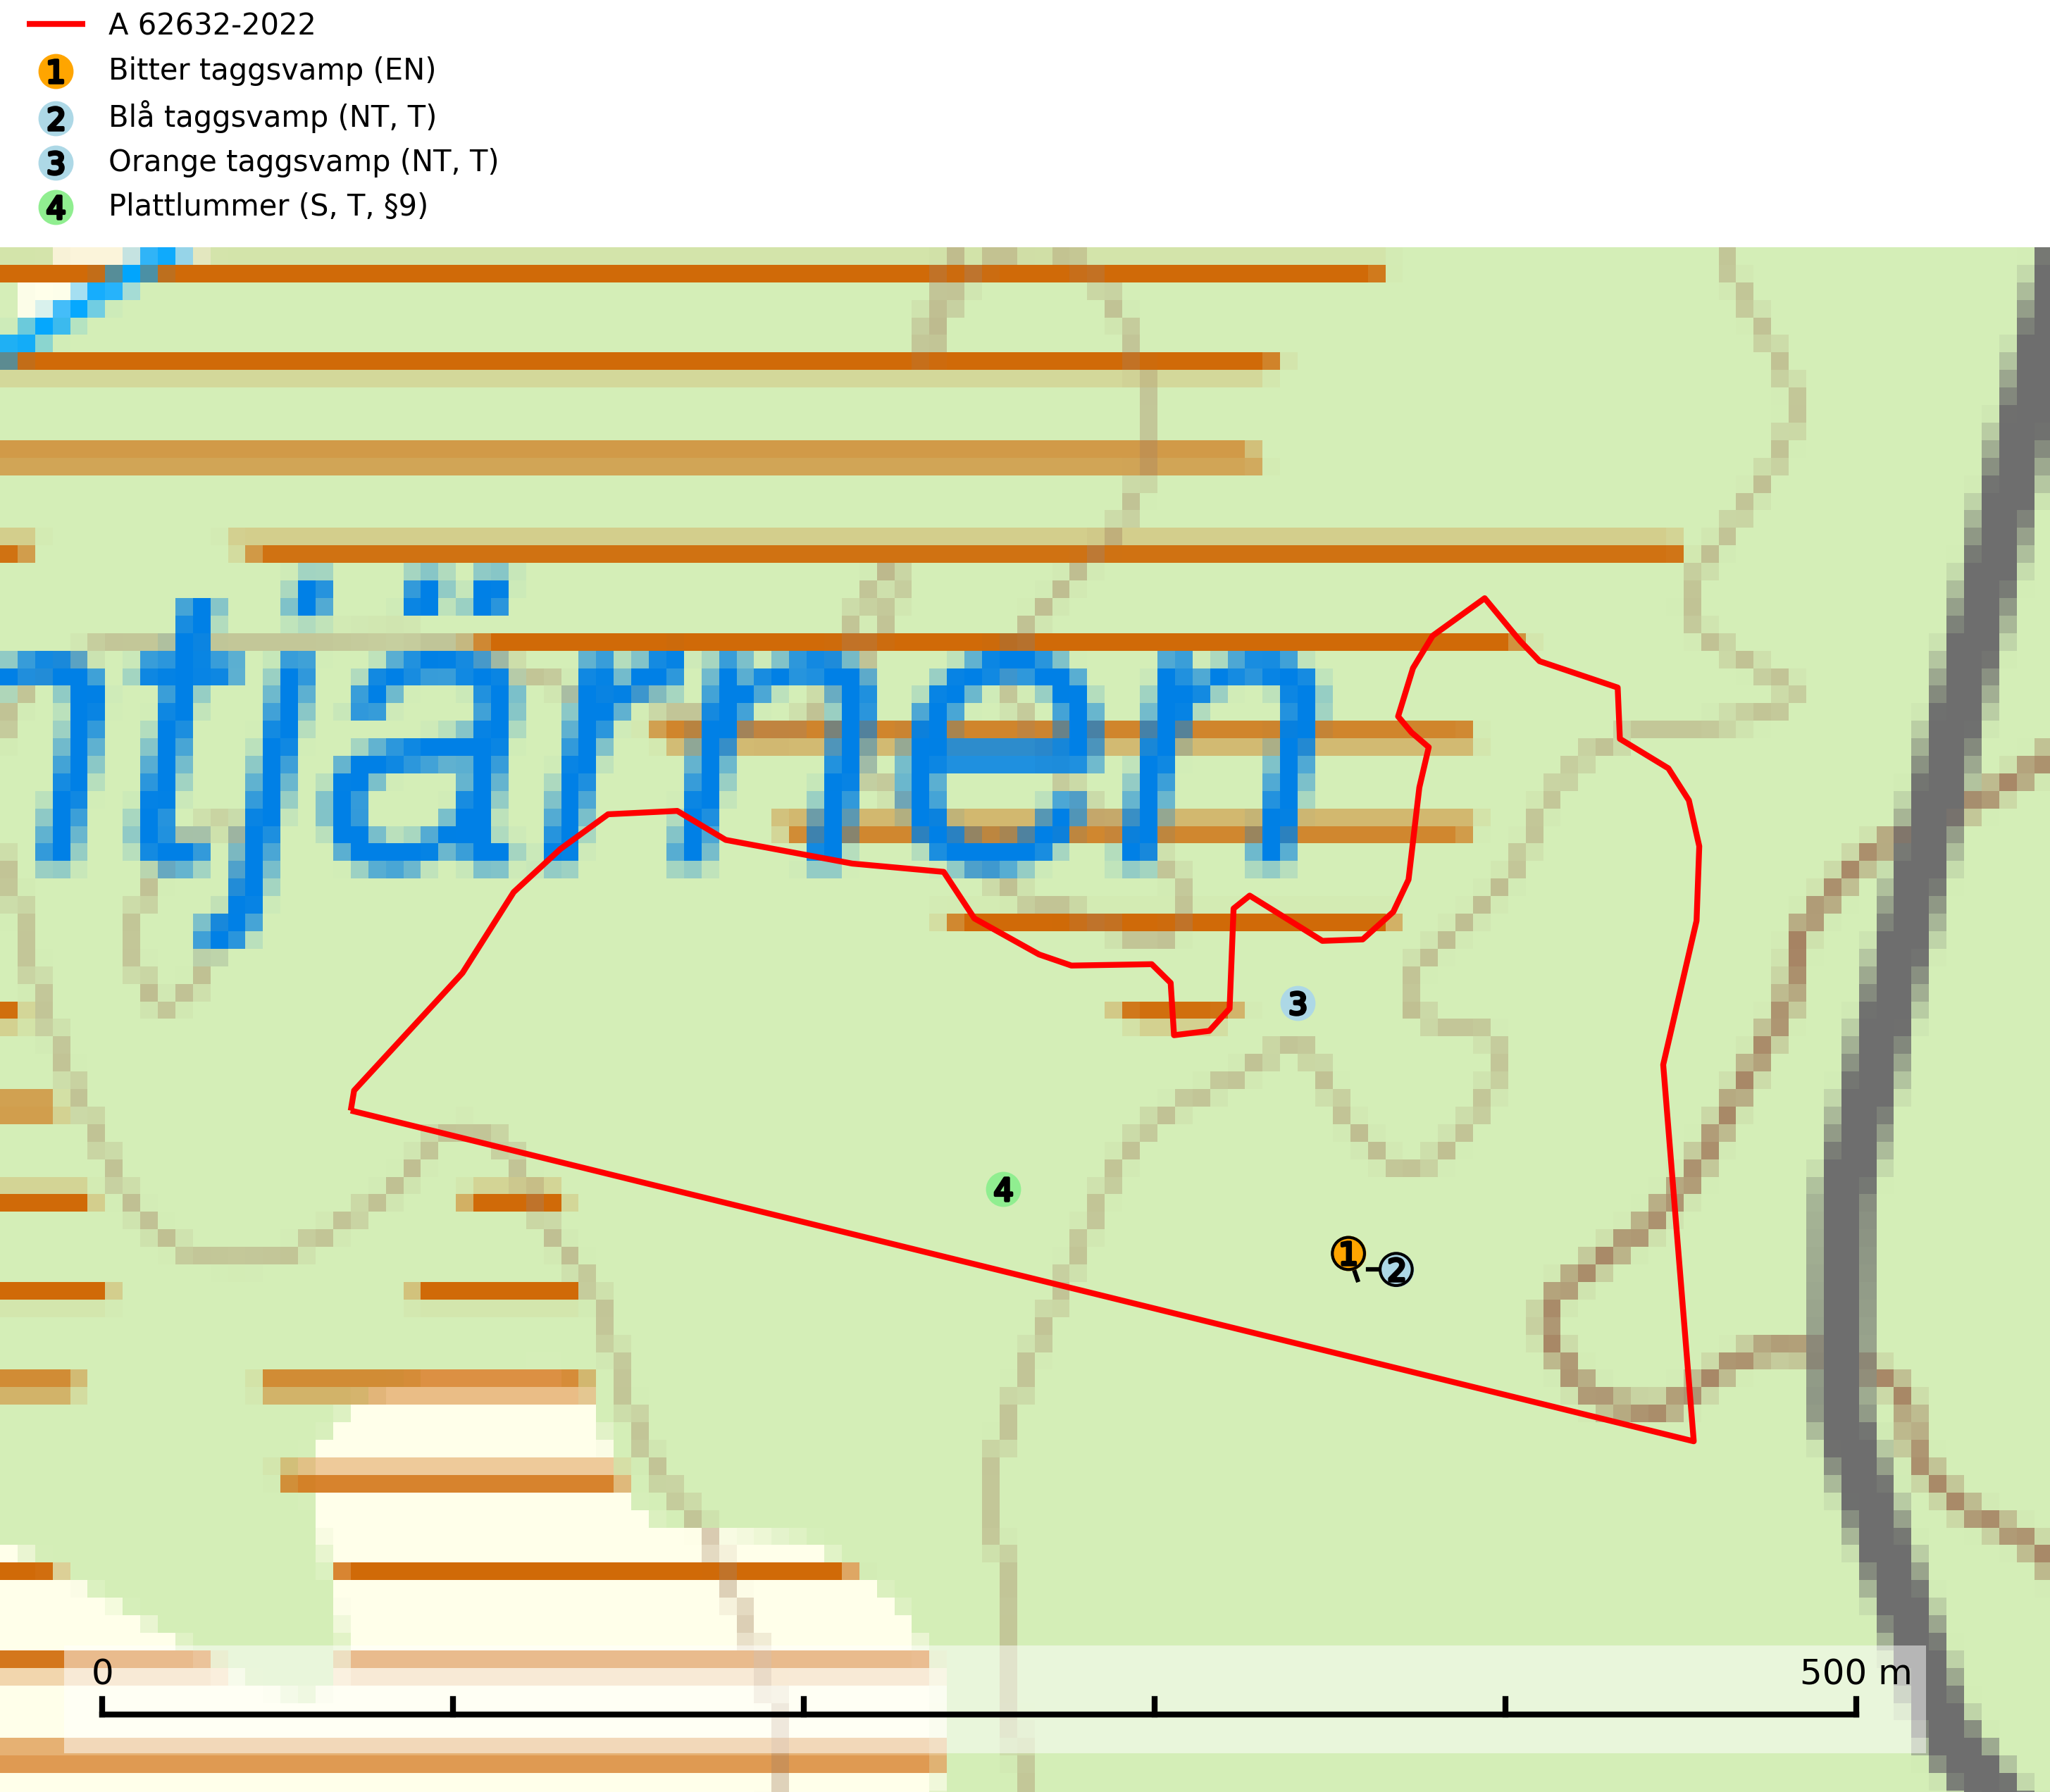 A 62632-2022
1 Bitter taggsvamp (EN)
2 Blå taggsvamp (NT, T)
3 Orange taggsvamp (NT, T)
4 Plattlummer (S, T, §9)
ntjärnen
3
4
1 2
0 500 m